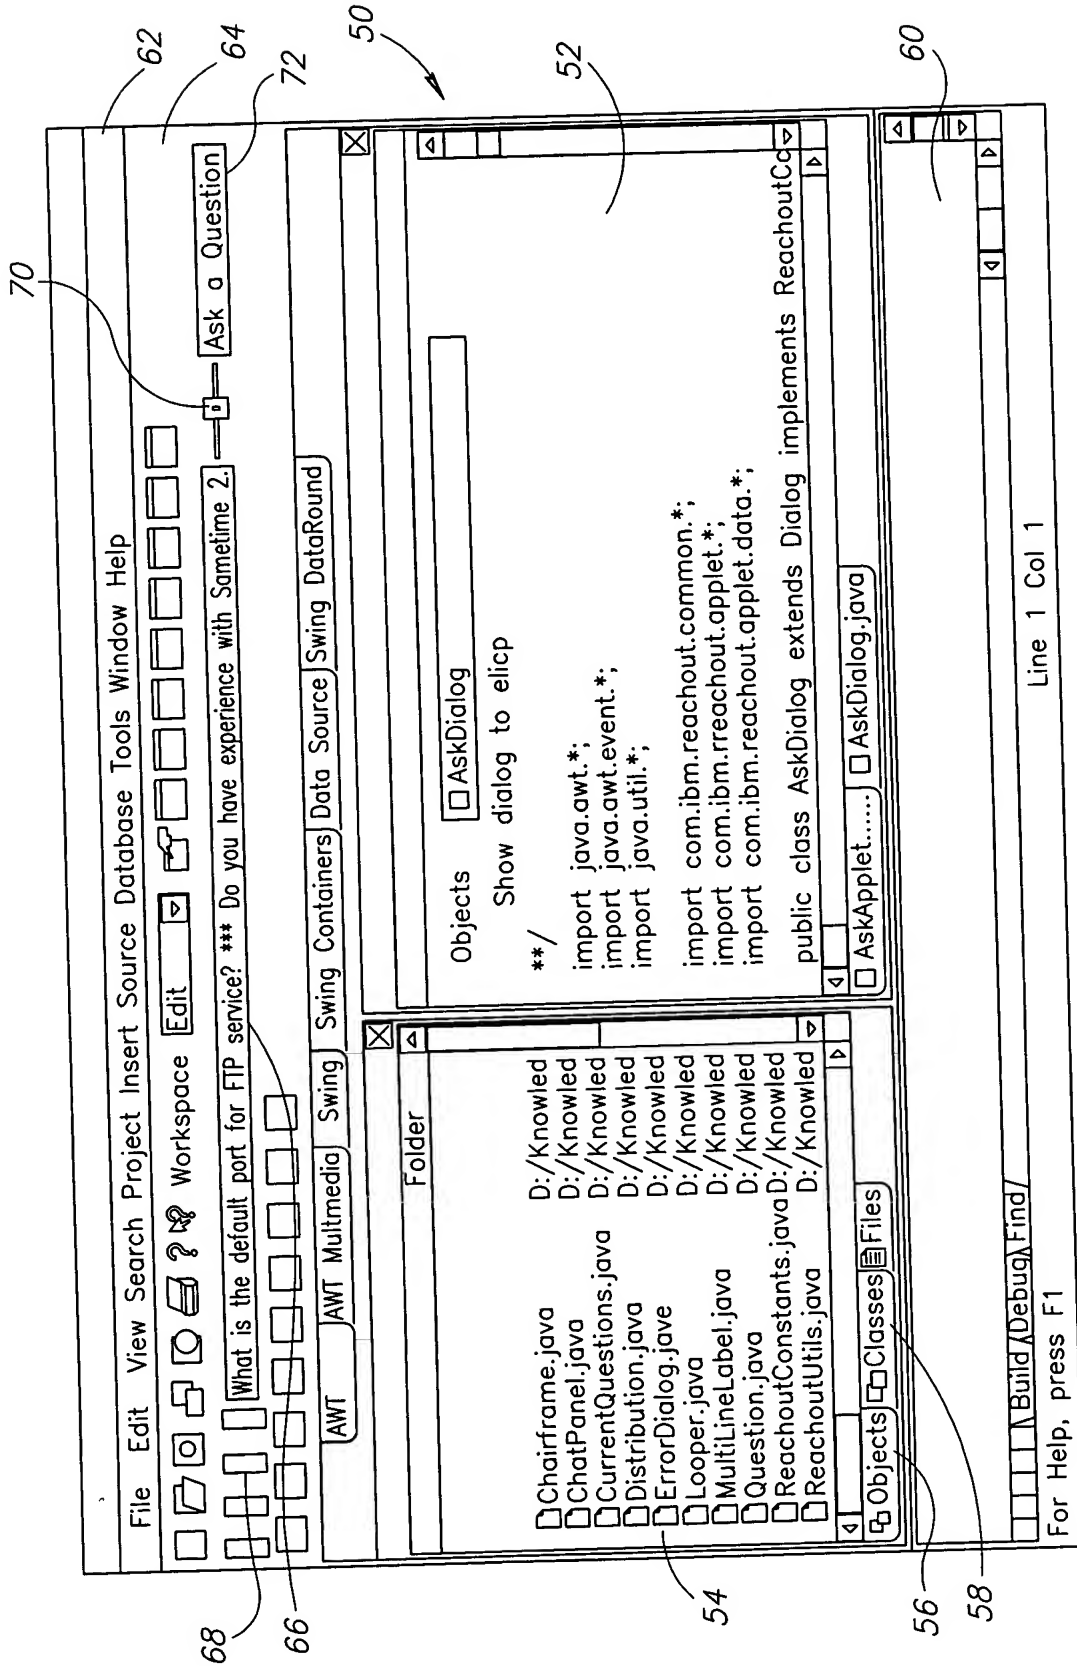 70
62
64
72
50
File Edit View Search Project Insert Source Database Tools Window Help
? Workspace Edit
What is the default port for FTP service? *** Do you have experience with Sametime 2.
Ask a Question
68
66
AWT AWT Multmedia Swing Swing Containers Data Source Swing DataRound
Folder
Chairframe.java D:/Knowled
ChatPanel.java D:/Knowled
CurrentQuestions.java D:/Knowled
Distribution.java D:/Knowled
ErrorDialog.jave D:/Knowled
Looper.java D:/Knowled
MultiLineLabel.java D:/Knowled
Question.java D:/Knowled
ReachoutConstants.java D:/Knowled
ReachoutUtils.java D:/Knowled
Objects Classes Files
54
56
58
Objects AskDialog
Show dialog to elicp
**/
import java.awt.*;
import java.awt.event.*;
import java.util.*;
import com.ibm.reachout.common.*;
import com.ibm.rreachout.applet.*;
import com.ibm.reachout.applet.data.*;
public class AskDialog extends Dialog implements ReachoutCo
AskApplet...... AskDialog.java
52
60
Build Debug Find
For Help, press F1 Line 1 Col 1